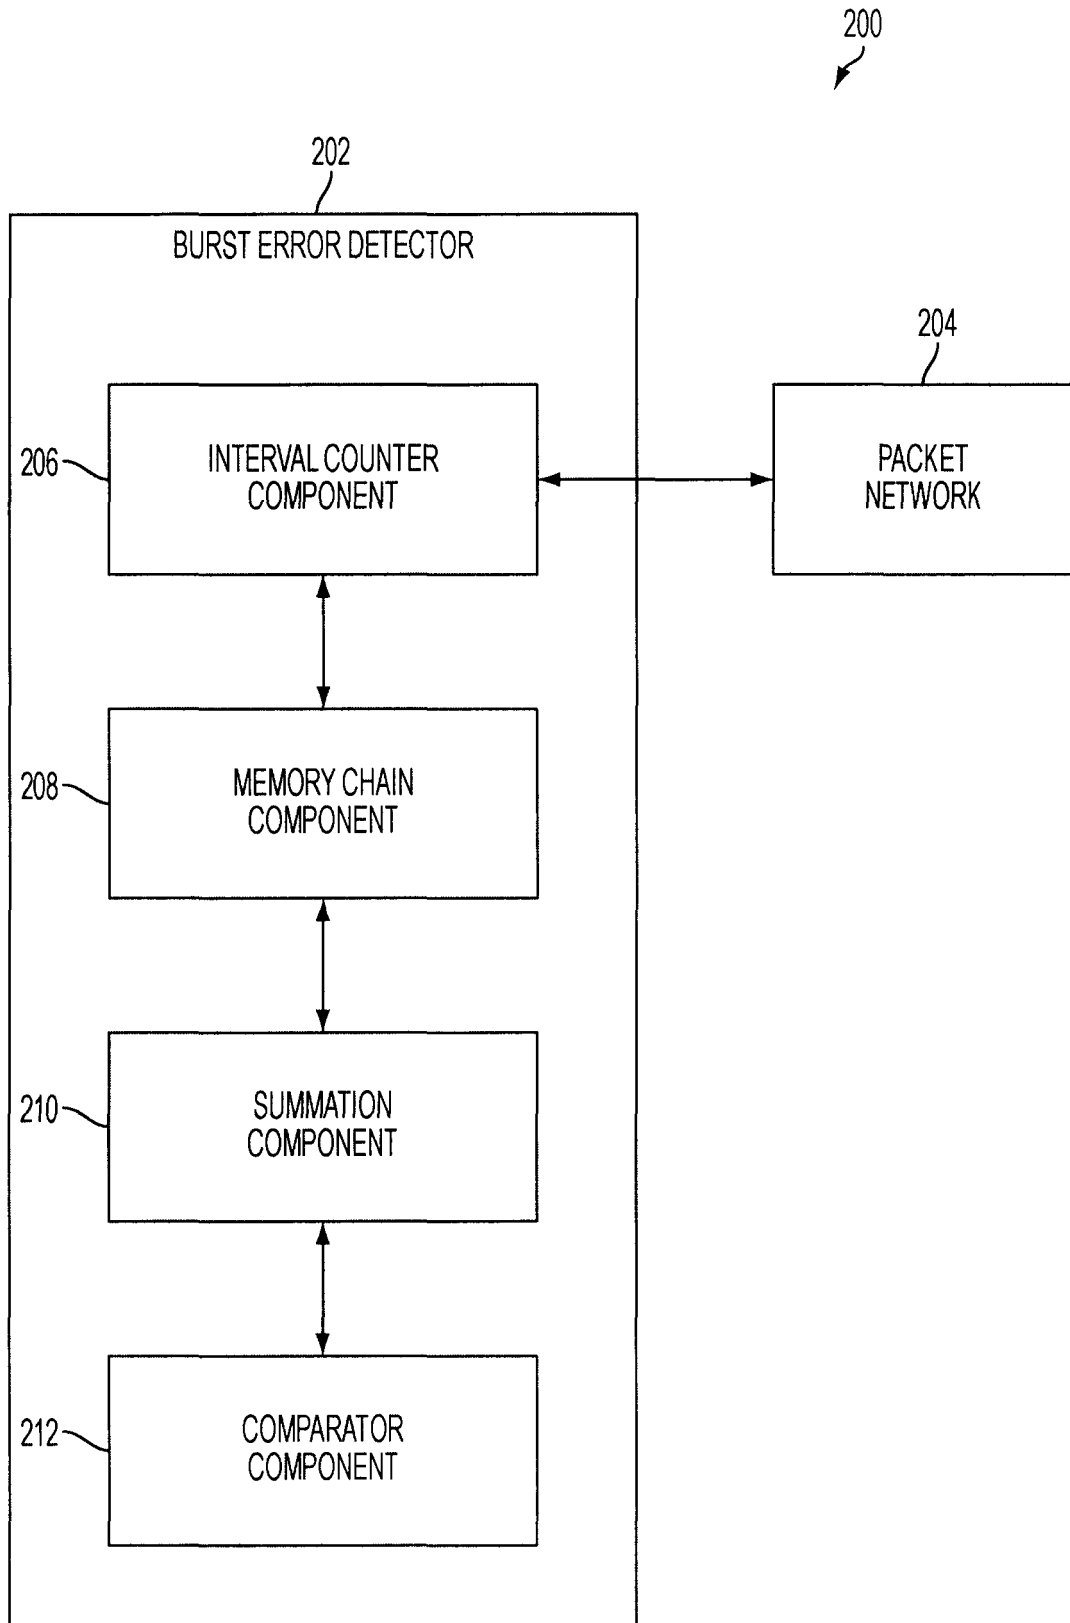 200
202
BURST ERROR DETECTOR
204
206
INTERVAL COUNTER
COMPONENT
PACKET
NETWORK
208
MEMORY CHAIN
COMPONENT
210
SUMMATION
COMPONENT
212
COMPARATOR
COMPONENT